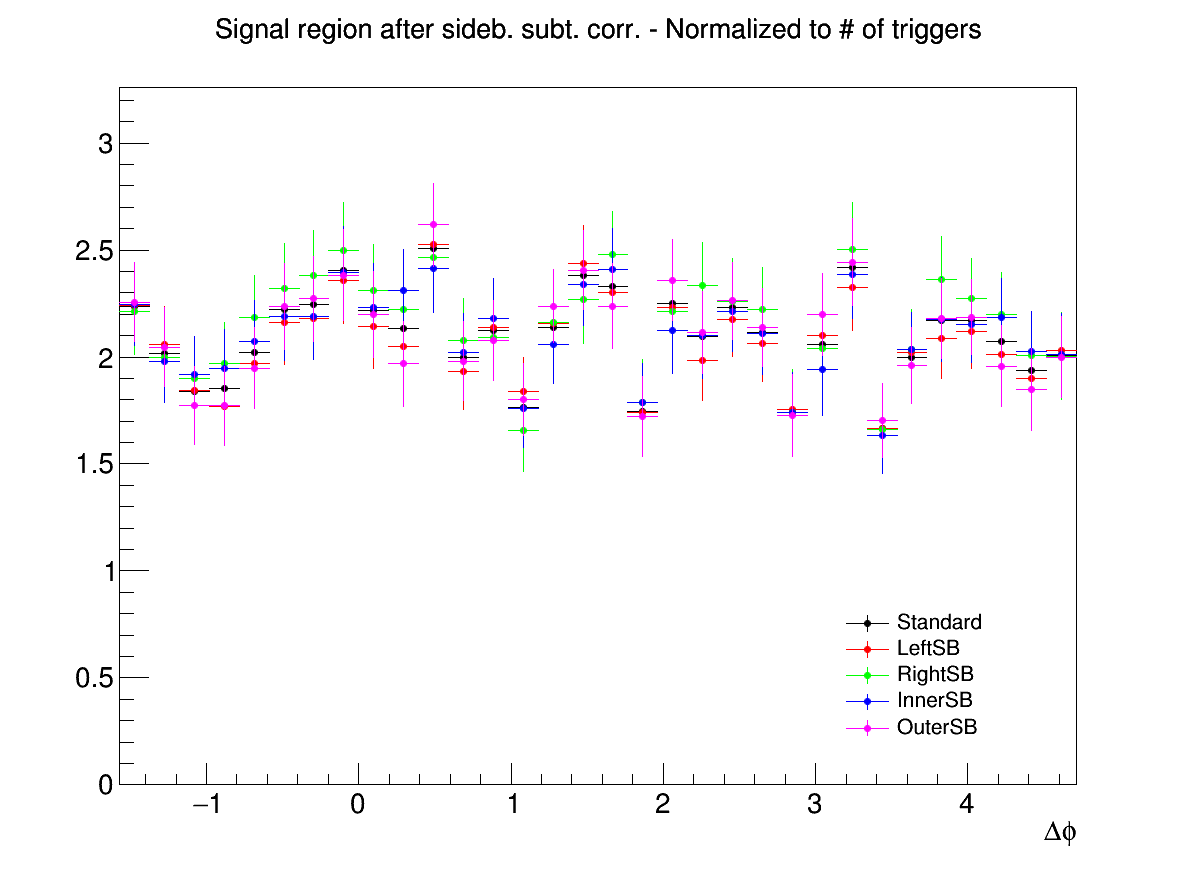 Signal region after sideb. subt. corr. - Normalized to # of triggers
3
2.5
2
1.5
1
0.5
0
Standard
LeftSB
RightSB
InnerSB
OuterSB
−1 0 1 2 3 4
Δϕ